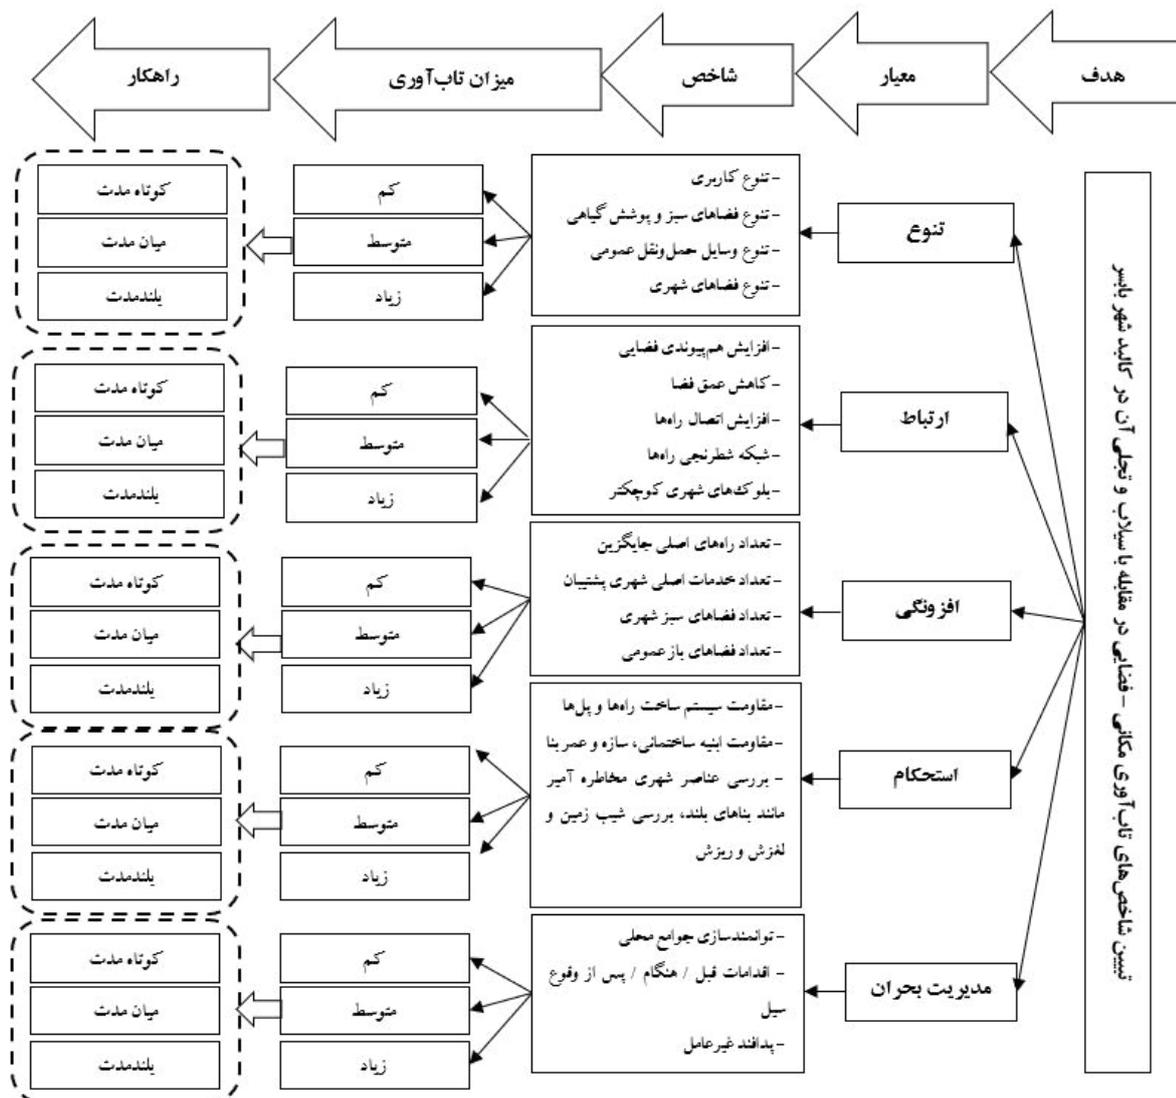 هدف
معیار
شاخص
میزان تاب‌آوری
راهکار
تبیین شاخص‌های تاب‌آوری مکانی – فضایی در مقابله با سیلاب و تجلی آن در کالبد شهر بابلسر
تنوع
-تنوع کاربری
-تنوع فضاهای سبز و پوشش گیاهی
-تنوع وسایل حمل‌ونقل عمومی
-تنوع فضاهای شهری
کم
متوسط
زیاد
کوتاه مدت
میان مدت
بلندمدت
ارتباط
-افزایش هم‌پیوندی فضایی
-کاهش عمق فضا
-افزایش اتصال راه‌ها
-شبکه شطرنجی راه‌ها
-بلوک‌های شهری کوچکتر
کم
متوسط
زیاد
کوتاه مدت
میان مدت
بلندمدت
افزونگی
-تعداد راه‌های اصلی جایگزین
-تعداد خدمات اصلی شهری پشتیبان
-تعداد فضاهای سبز شهری
-تعداد فضاهای باز عمومی
کم
متوسط
زیاد
کوتاه مدت
میان مدت
بلندمدت
استحکام
-مقاومت سیستم ساخت راه‌ها و پل‌ها
-مقاومت ابنیه ساختمانی، سازه و عمر بنا
- بررسی عناصر شهری مخاطره آمیر
مانند بناهای بلند، بررسی شیب زمین و
لغزش و ریزش
کم
متوسط
زیاد
کوتاه مدت
میان مدت
بلندمدت
مدیریت بحران
- توانمندسازی جوامع محلی
- اقدامات قبل / هنگام / پس از وقوع
سیل
-پدافند غیرعامل
کم
متوسط
زیاد
کوتاه مدت
میان مدت
بلندمدت